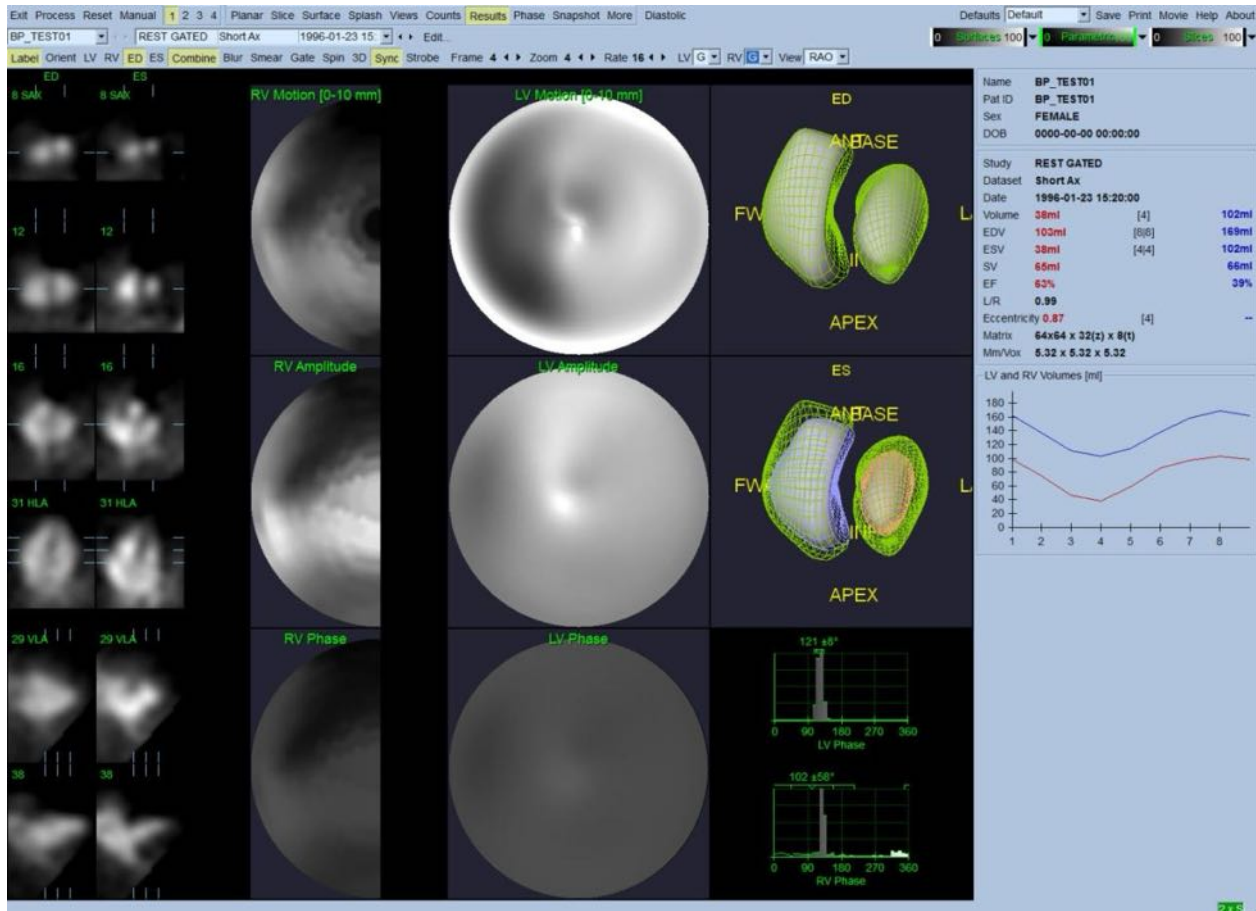 Exit Process Reset Manual 1 2 3 4 Planar Slice Surface Splash Views Counts Results Phase Snapshot More Diastolic Defaults Default Save Print Movie Help About
BP_TEST01 REST GATED Short Ax 1996-01-23 15: Edit... 0 Surfaces 100 0 Parametric 0 Slices 100
Label Orient LV RV ED ES Combine Blur Smear Gate Spin 3D Sync Strobe Frame 4 Zoom 4 Rate 16 LV G RV G View RAO
ED ES
8 SAX 8 SAX
12 12
16 16
31 HLA 31 HLA
29 VLA 29 VLA
38 38
RV Motion [0-10 mm]
LV Motion [0-10 mm]
RV Amplitude
LV Amplitude
RV Phase
LV Phase
ED
ANT BASE
FW
APEX
ES
ANT BASE
FW
INF
APEX
121 ±8°
0 90 180 270 360
LV Phase
102 ±58°
0 90 180 270 360
RV Phase
Name BP_TEST01
Pat ID BP_TEST01
Sex FEMALE
DOB 0000-00-00 00:00:00
Study REST GATED
Dataset Short Ax
Date 1996-01-23 15:20:00
Volume 38ml [4] 102ml
EDV 103ml [8|8] 169ml
ESV 38ml [4|4] 102ml
SV 65ml 66ml
EF 63% 39%
L/R 0.99
Eccentricity 0.87 [4] --
Matrix 64x64 x 32(z) x 8(t)
Mm/Vox 5.32 x 5.32 x 5.32
LV and RV Volumes [ml]
180
160
140
120
100
80
60
40
20
0
1 2 3 4 5 6 7 8
2 x S